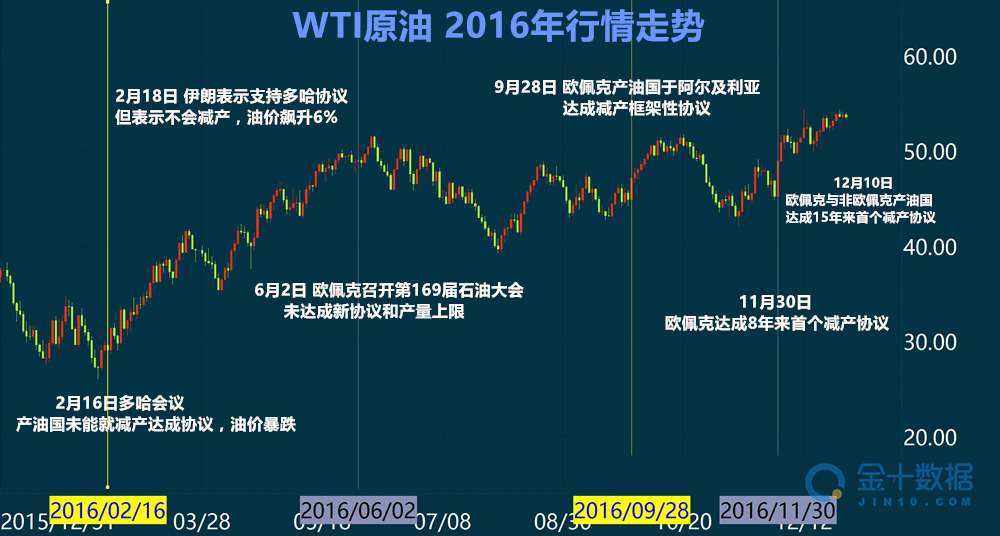 WTI原油 2016年行情走势
60.00
2月18日 伊朗表示支持多哈协议
但表示不会减产，油价飙升6%
9月28日 欧佩克产油国于阿尔及利亚
达成减产框架性协议
50.00
12月10日
欧佩克与非欧佩克产油国
达成15年来首个减产协议
40.00
6月2日 欧佩克召开第169届石油大会
未达成新协议和产量上限
11月30日
欧佩克达成8年来首个减产协议
30.00
2月16日多哈会议
产油国未能就减产达成协议，油价暴跌
20.00
金十数据
JIN10.COM
2016/02/16
2016/06/02
2016/09/28
2016/11/30
03/28
07/08
12/12